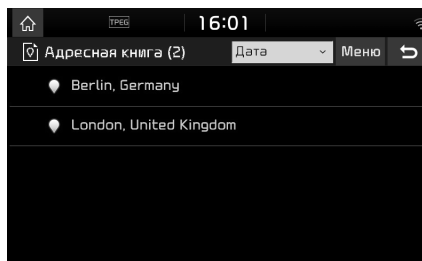 TPEG 16:01
Адресная книга (2) Дата Меню
Berlin, Germany
London, United Kingdom